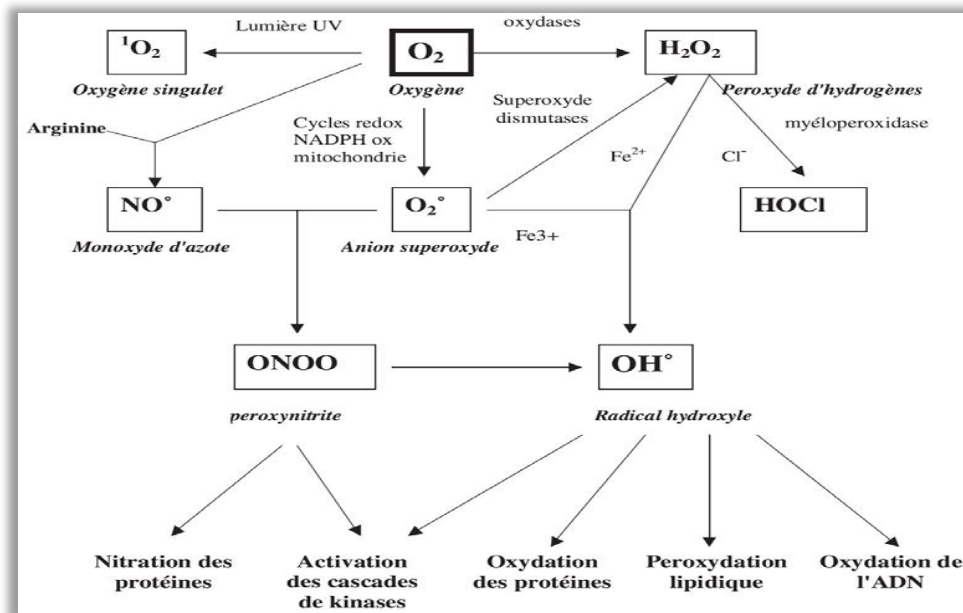 Lumière UV
oxydases
¹O₂
O₂
H₂O₂
Oxygène singulet
Oxygène
Peroxyde d'hydrogènes
Arginine
Cycles redox
NADPH ox
mitochondrie
Superoxyde
dismutases
myéloperoxidase
Fe²⁺
Cl⁻
NO°
O₂°
HOCl
Monoxyde d'azote
Anion superoxyde
Fe3+
ONOO
OH°
peroxynitrite
Radical hydroxyle
Nitration des
protéines
Activation
des cascades
de kinases
Oxydation
des protéines
Peroxydation
lipidique
Oxydation de
l'ADN